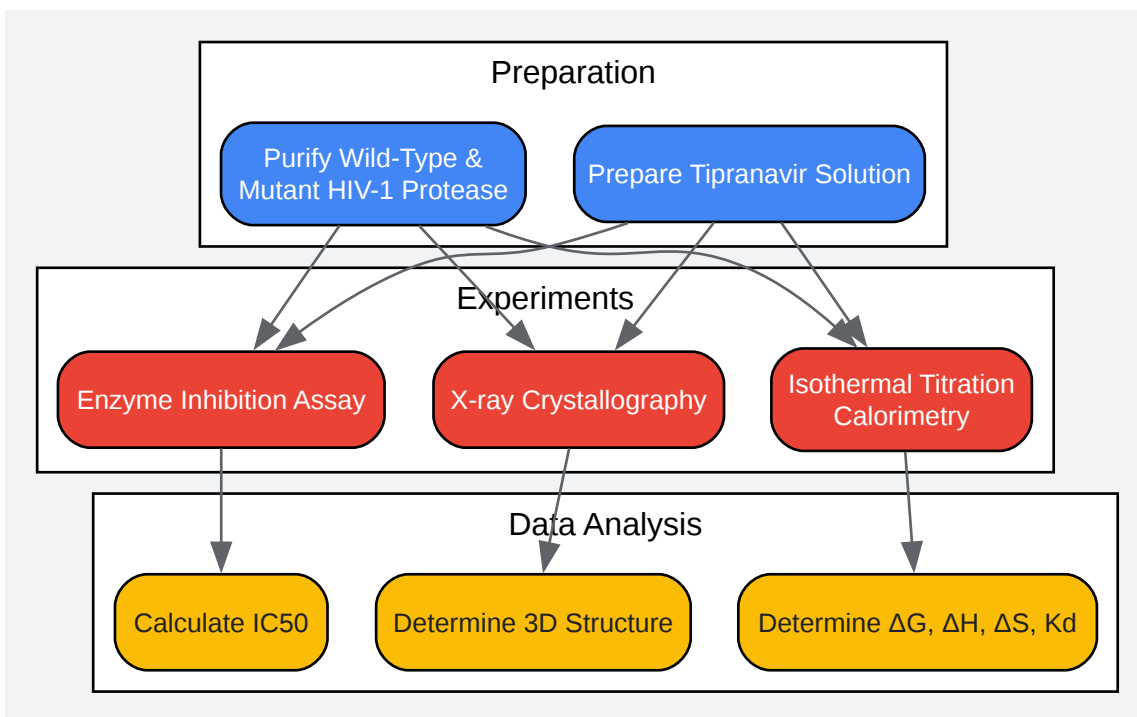 Preparation
Purify Wild-Type &
Mutant HIV-1 Protease
Prepare Tipranavir Solution
Experiments
Enzyme Inhibition Assay
X-ray Crystallography
Isothermal Titration
Calorimetry
Data Analysis
Calculate IC50
Determine 3D Structure
Determine ΔG, ΔH, ΔS, Kd